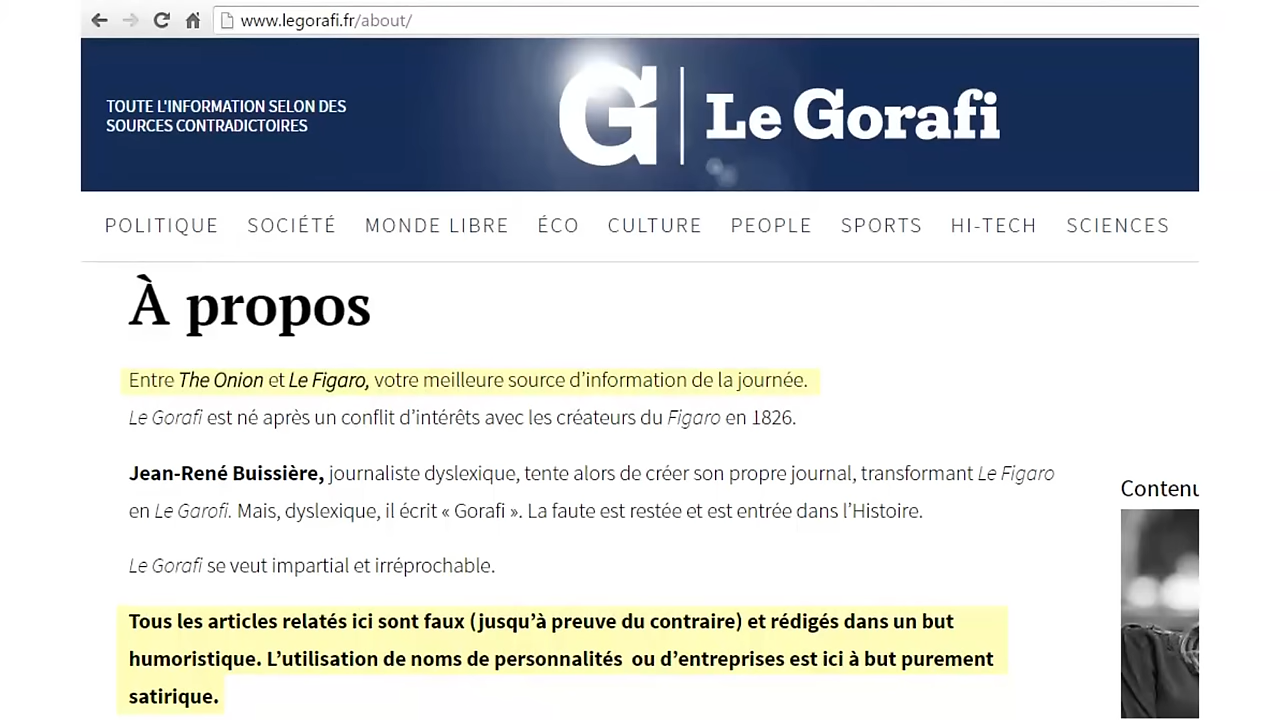 www.legorafi.fr/about/
TOUTE L'INFORMATION SELON DES
SOURCES CONTRADICTOIRES
G Le Gorafi
POLITIQUE SOCIÉTÉ MONDE LIBRE ÉCO CULTURE PEOPLE SPORTS HI-TECH SCIENCES
À propos
Entre The Onion et Le Figaro, votre meilleure source d'information de la journée.
Le Gorafi est né après un conflit d'intérêts avec les créateurs du Figaro en 1826.
Jean-René Buissière, journaliste dyslexique, tente alors de créer son propre journal, transformant Le Figaro
en Le Garofi. Mais, dyslexique, il écrit « Gorafi ». La faute est restée et est entrée dans l'Histoire.
Contenu
Le Gorafi se veut impartial et irréprochable.
Tous les articles relatés ici sont faux (jusqu'à preuve du contraire) et rédigés dans un but
humoristique. L'utilisation de noms de personnalités ou d'entreprises est ici à but purement
satirique.